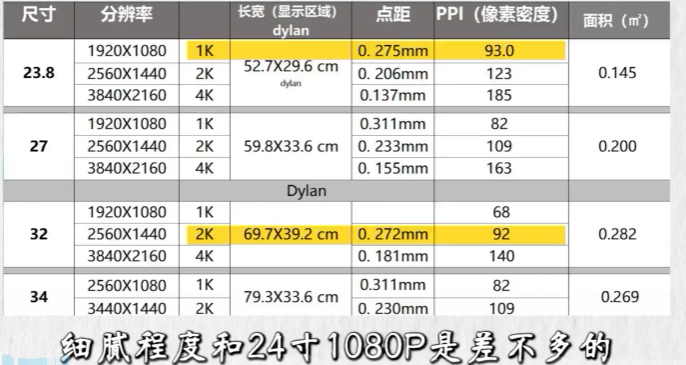 尺寸 分辨率 长宽（显示区域） dylan 点距 PPI（像素密度） 面积（㎡）
23.8 52.7X29.6 cm dylan 0.145
1920X1080 1K 0. 275mm 93.0
2560X1440 2K 0. 206mm 123
3840X2160 4K 0.137mm 185
27 59.8X33.6 cm 0.200
1920X1080 1K 0.311mm 82
2560X1440 2K 0. 233mm 109
3840X2160 4K 0. 155mm 163
Dylan
32 0.282
1920X1080 1K 68
2560X1440 2K 69.7X39.2 cm 0. 272mm 92
3840X2160 4K 0. 181mm 140
34 79.3X33.6 cm 0.269
2560X1080 1K 0.311mm 82
3440X1440 2K 0. 230mm 109
细腻程度和24寸1080P是差不多的